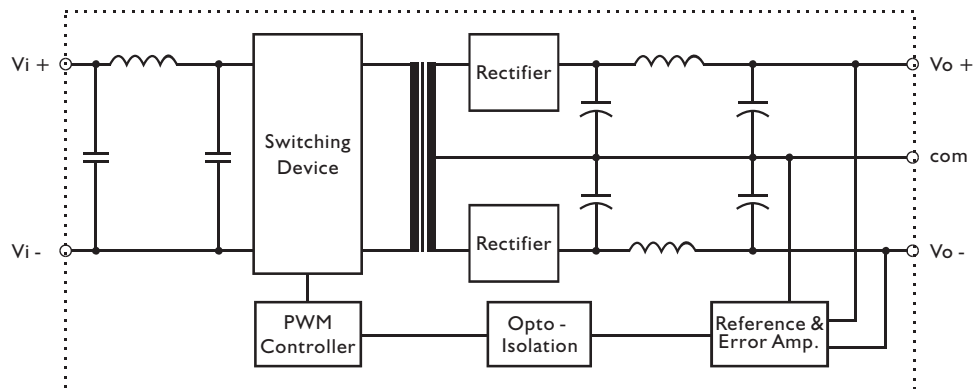 Vi +
Rectifier
Vo +
Switching
Device
com
Vi -
Rectifier
Vo -
PWM
Controller
Opto -
Isolation
Reference &
Error Amp.